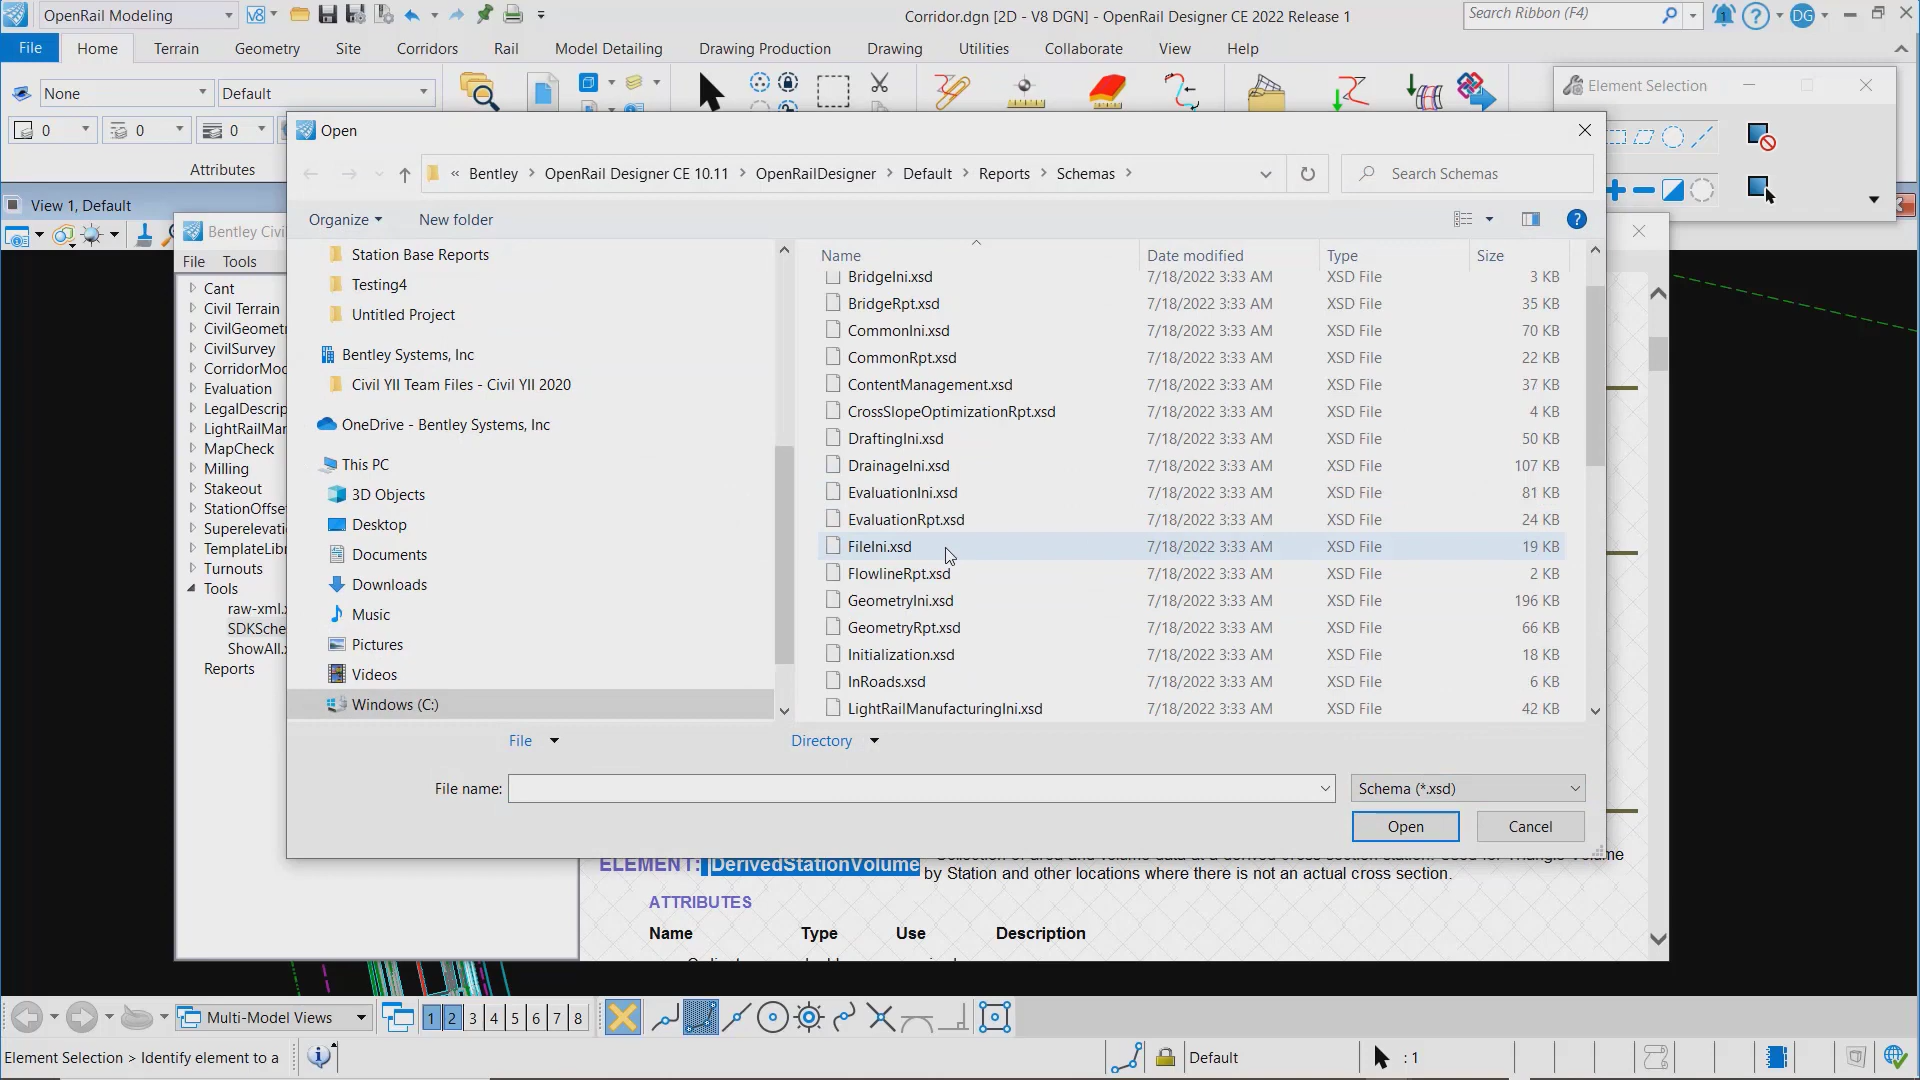 OpenRail Modeling
Corridor.dgn [2D - V8 DGN] - OpenRail Designer CE 2022 Release 1
Search Ribbon (F4)
DG
File Home Terrain Geometry Site Corridors Rail Model Detailing Drawing Production Drawing Utilities Collaborate View Help
None
Default
Element Selection
0
0
0
Attributes
Open
Bentley OpenRail Designer CE 10.11 OpenRailDesigner Default Reports Schemas
Search Schemas
View 1, Default
Organize New folder
Bentley Civi
File Tools
Cant
Civil Terrain
CivilGeometr
CivilSurvey
CorridorMod
Evaluation
LegalDescrip
LightRailMar
MapCheck
Milling
Stakeout
StationOffse
Superelevatio
TemplateLibr
Turnouts
Tools
raw-xml.x
SDKSche
ShowAll.x
Reports
Station Base Reports
Testing4
Untitled Project
Bentley Systems, Inc
Civil YII Team Files - Civil YII 2020
OneDrive - Bentley Systems, Inc
This PC
3D Objects
Desktop
Documents
Downloads
Music
Pictures
Videos
Windows (C:)
Name Date modified Type Size
BridgeIni.xsd 7/18/2022 3:33 AM XSD File 3 KB
BridgeRpt.xsd 7/18/2022 3:33 AM XSD File 35 KB
CommonIni.xsd 7/18/2022 3:33 AM XSD File 70 KB
CommonRpt.xsd 7/18/2022 3:33 AM XSD File 22 KB
ContentManagement.xsd 7/18/2022 3:33 AM XSD File 37 KB
CrossSlopeOptimizationRpt.xsd 7/18/2022 3:33 AM XSD File 4 KB
DraftingIni.xsd 7/18/2022 3:33 AM XSD File 50 KB
DrainageIni.xsd 7/18/2022 3:33 AM XSD File 107 KB
EvaluationIni.xsd 7/18/2022 3:33 AM XSD File 81 KB
EvaluationRpt.xsd 7/18/2022 3:33 AM XSD File 24 KB
FileIni.xsd 7/18/2022 3:33 AM XSD File 19 KB
FlowlineRpt.xsd 7/18/2022 3:33 AM XSD File 2 KB
GeometryIni.xsd 7/18/2022 3:33 AM XSD File 196 KB
GeometryRpt.xsd 7/18/2022 3:33 AM XSD File 66 KB
Initialization.xsd 7/18/2022 3:33 AM XSD File 18 KB
InRoads.xsd 7/18/2022 3:33 AM XSD File 6 KB
LightRailManufacturingIni.xsd 7/18/2022 3:33 AM XSD File 42 KB
File Directory
File name:
Schema (*.xsd)
Open Cancel
ELEMENT: DerivedStationVolume
by Station and other locations where there is not an actual cross section.
ATTRIBUTES
Name Type Use Description
Multi-Model Views
1 2 3 4 5 6 7 8
Element Selection > Identify element to a
Default
: 1